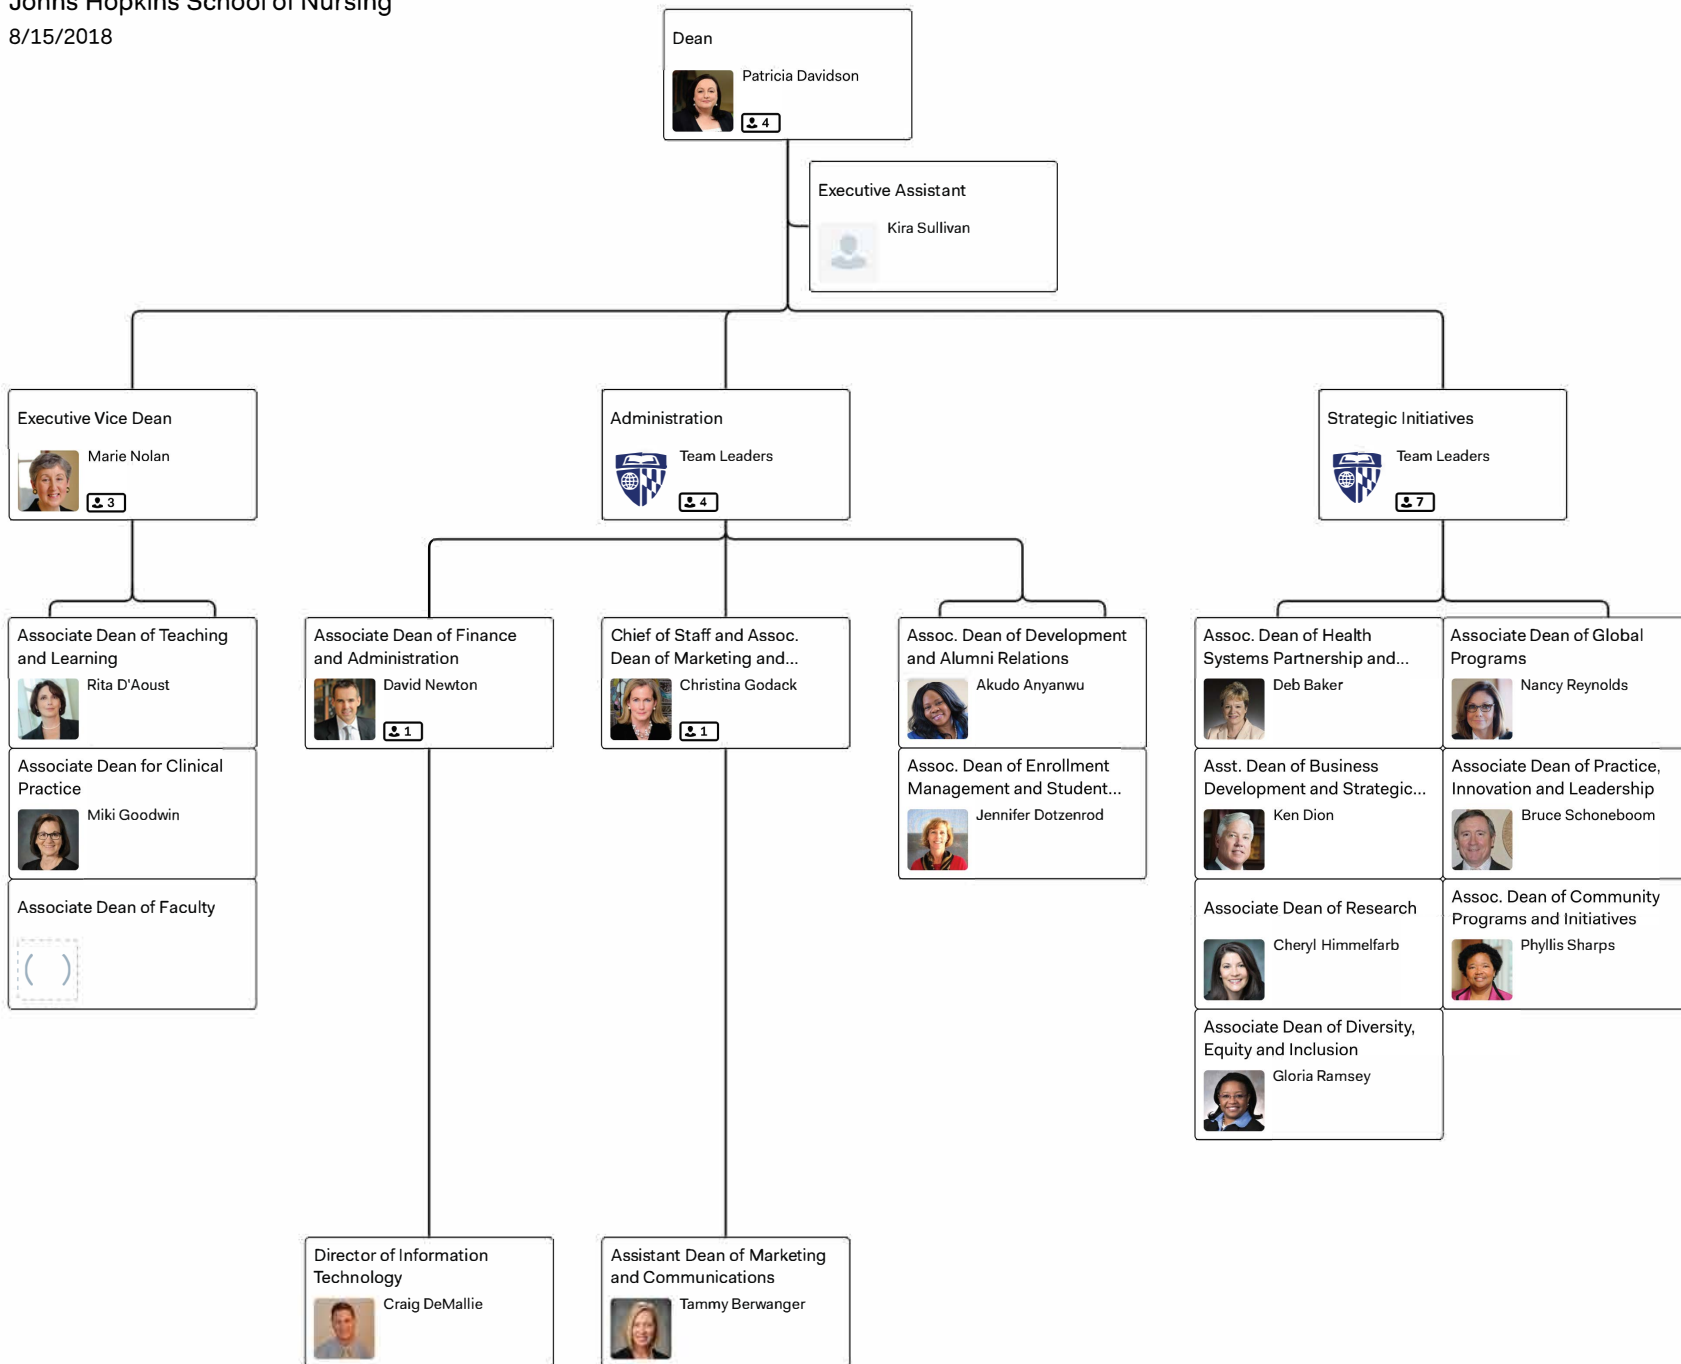 Johns Hopkins School of Nursing
8/15/2018
Dean
Patricia Davidson
4
Executive Assistant
Kira Sullivan
Executive Vice Dean
Marie Nolan
3
Administration
Team Leaders
4
Strategic Initiatives
Team Leaders
7
Associate Dean of Teaching
and Learning
Rita D'Aoust
Associate Dean for Clinical
Practice
Miki Goodwin
Associate Dean of Faculty
( )
Associate Dean of Finance
and Administration
David Newton
1
Chief of Staff and Assoc.
Dean of Marketing and...
Christina Godack
1
Assoc. Dean of Development
and Alumni Relations
Akudo Anyanwu
Assoc. Dean of Enrollment
Management and Student...
Jennifer Dotzenrod
Assoc. Dean of Health
Systems Partnership and...
Deb Baker
Associate Dean of Global
Programs
Nancy Reynolds
Asst. Dean of Business
Development and Strategic...
Ken Dion
Associate Dean of Practice,
Innovation and Leadership
Bruce Schoneboom
Associate Dean of Research
Cheryl Himmelfarb
Assoc. Dean of Community
Programs and Initiatives
Phyllis Sharps
Associate Dean of Diversity,
Equity and Inclusion
Gloria Ramsey
Director of Information
Technology
Craig DeMallie
Assistant Dean of Marketing
and Communications
Tammy Berwanger